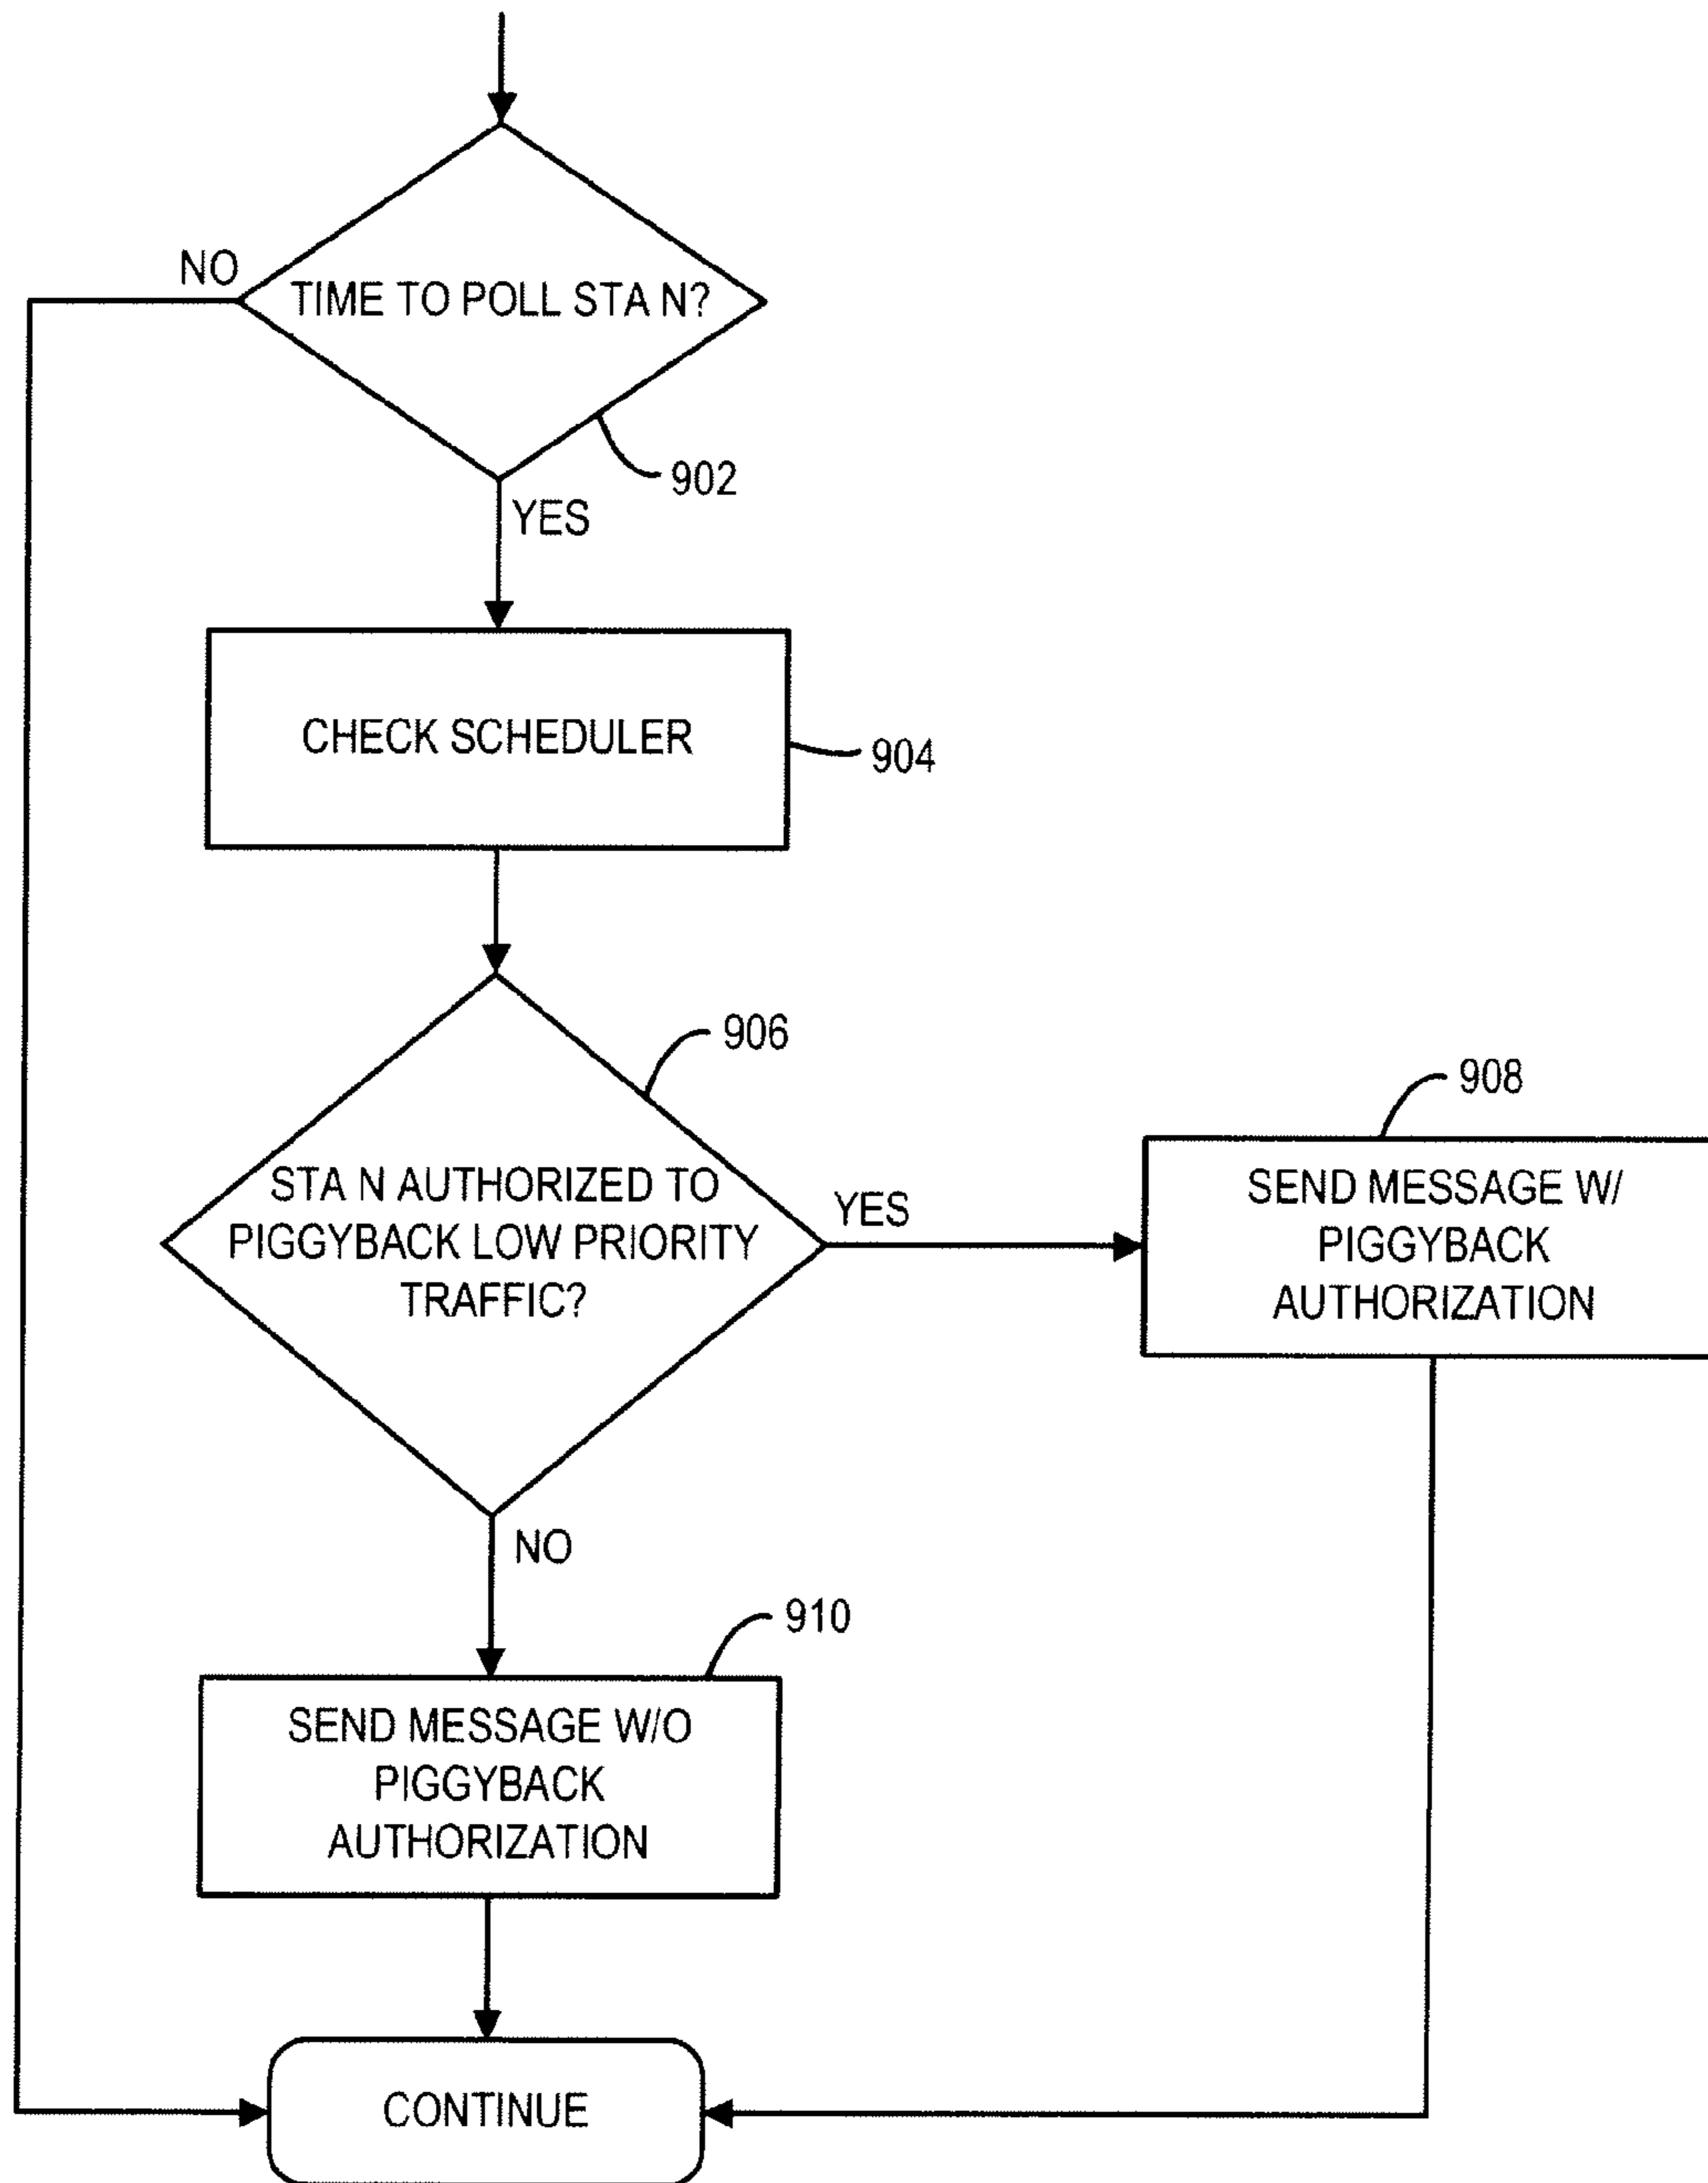 NO
TIME TO POLL STA N?
902
YES
CHECK SCHEDULER
904
906
908
STA N AUTHORIZED TO
PIGGYBACK LOW PRIORITY
TRAFFIC?
YES
SEND MESSAGE W/
PIGGYBACK
AUTHORIZATION
NO
910
SEND MESSAGE W/O
PIGGYBACK
AUTHORIZATION
CONTINUE